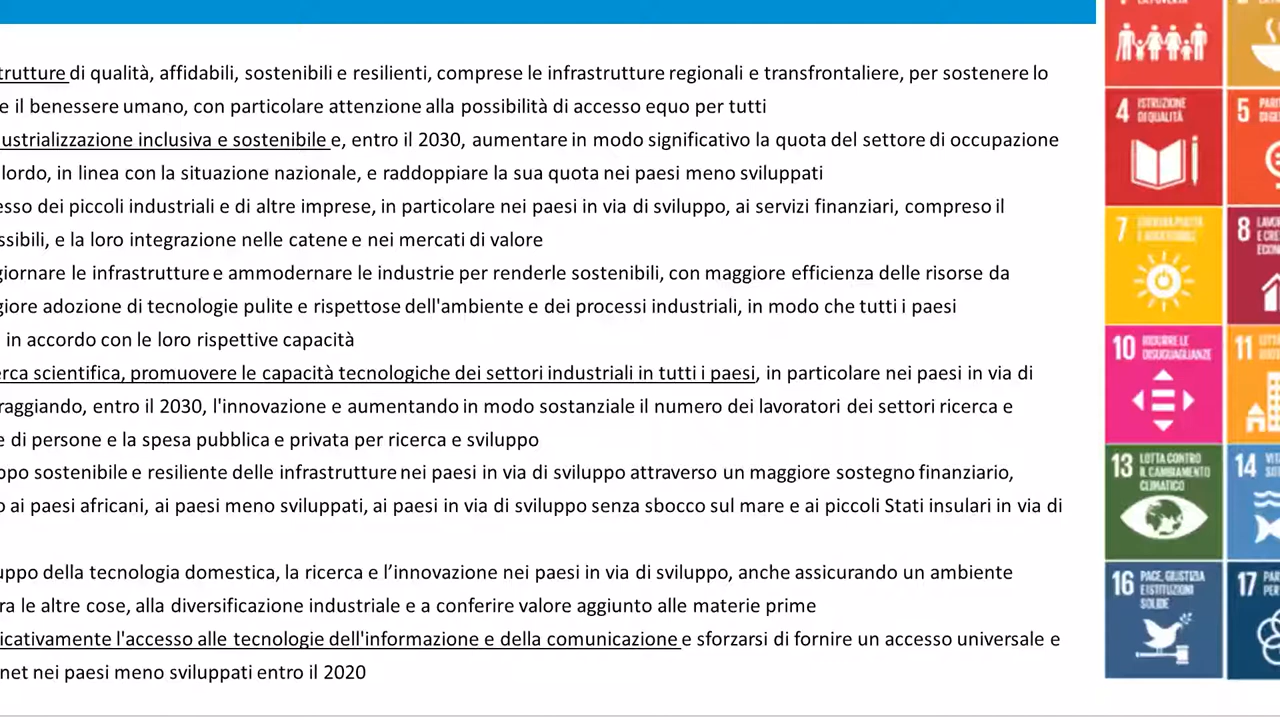 trutture di qualità, affidabili, sostenibili e resilienti, comprese le infrastrutture regionali e transfrontaliere, per sostenere lo
e il benessere umano, con particolare attenzione alla possibilità di accesso equo per tutti
ustrializzazione inclusiva e sostenibile e, entro il 2030, aumentare in modo significativo la quota del settore di occupazione
lordo, in linea con la situazione nazionale, e raddoppiare la sua quota nei paesi meno sviluppati
esso dei piccoli industriali e di altre imprese, in particolare nei paesi in via di sviluppo, ai servizi finanziari, compreso il
ssibili, e la loro integrazione nelle catene e nei mercati di valore
giornare le infrastrutture e ammodernare le industrie per renderle sostenibili, con maggiore efficienza delle risorse da
giore adozione di tecnologie pulite e rispettose dell'ambiente e dei processi industriali, in modo che tutti i paesi
in accordo con le loro rispettive capacità
erca scientifica, promuovere le capacità tecnologiche dei settori industriali in tutti i paesi, in particolare nei paesi in via di
raggiando, entro il 2030, l'innovazione e aumentando in modo sostanziale il numero dei lavoratori dei settori ricerca e
e di persone e la spesa pubblica e privata per ricerca e sviluppo
ppo sostenibile e resiliente delle infrastrutture nei paesi in via di sviluppo attraverso un maggiore sostegno finanziario,
o ai paesi africani, ai paesi meno sviluppati, ai paesi in via di sviluppo senza sbocco sul mare e ai piccoli Stati insulari in via di
uppo della tecnologia domestica, la ricerca e l’innovazione nei paesi in via di sviluppo, anche assicurando un ambiente
ra le altre cose, alla diversificazione industriale e a conferire valore aggiunto alle materie prime
icativamente l'accesso alle tecnologie dell'informazione e della comunicazione e sforzarsi di fornire un accesso universale e
net nei paesi meno sviluppati entro il 2020
4 ISTRUZIONE
DI QUALITÀ
5
7
8
10 RIDURRE LE
DISUGUAGLIANZE
11
13 LOTTA CONTRO
IL CAMBIAMENTO
CLIMATICO
14
16 PACE, GIUSTIZIA
E ISTITUZIONI
SOLIDE
17